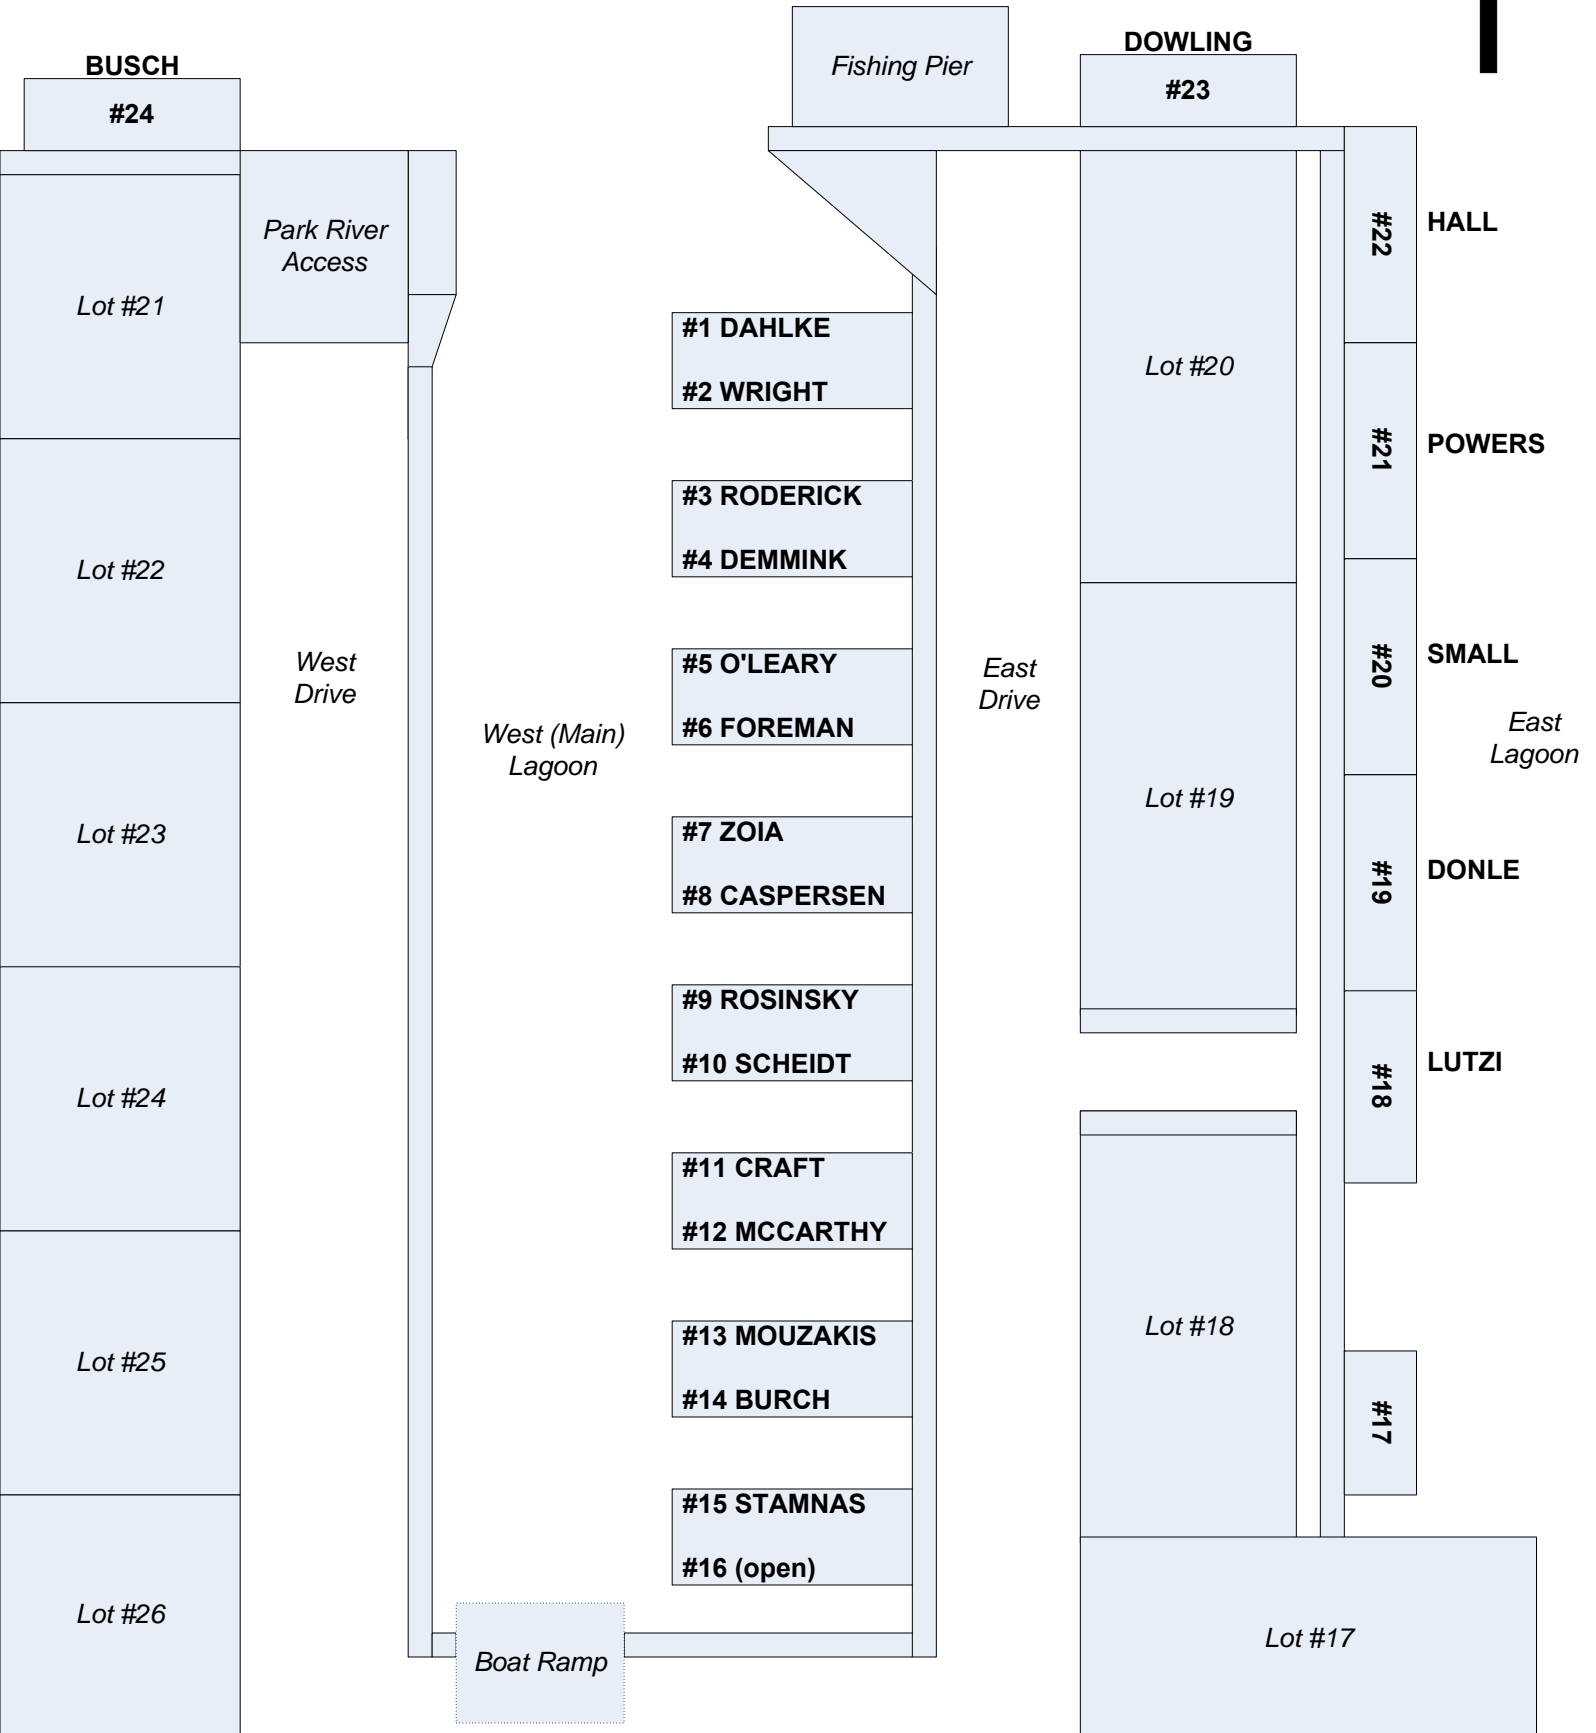 BUSCH
#24
Fishing Pier
DOWLING
#23
Park River
Access
Lot #21
Lot #22
Lot #23
Lot #24
Lot #25
Lot #26
West
Drive
West (Main)
Lagoon
Boat Ramp
#1 DAHLKE
#2 WRIGHT
#3 RODERICK
#4 DEMMINK
#5 O'LEARY
#6 FOREMAN
#7 ZOIA
#8 CASPERSEN
#9 ROSINSKY
#10 SCHEIDT
#11 CRAFT
#12 MCCARTHY
#13 MOUZAKIS
#14 BURCH
#15 STAMNAS
#16 (open)
East
Drive
Lot #20
Lot #19
Lot #18
Lot #17
#22
HALL
#21
POWERS
#20
SMALL
#19
DONLE
#18
LUTZI
#17
East
Lagoon